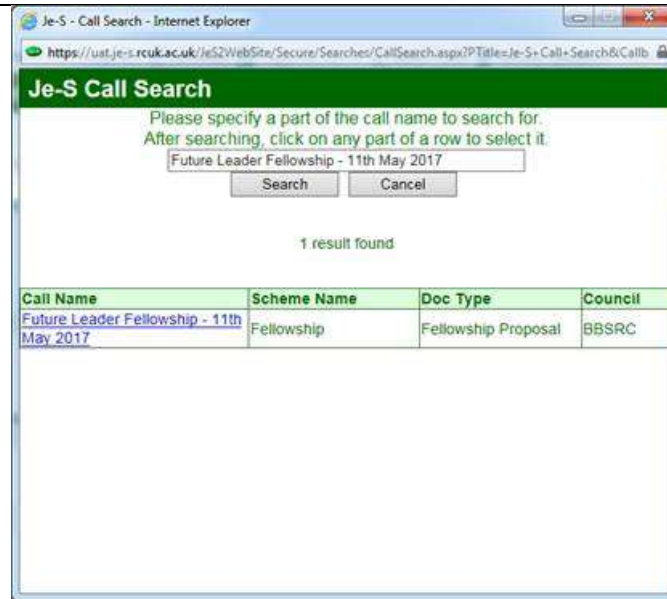 Je-S - Call Search - Internet Explorer
https://uat.je-s.rcuk.ac.uk/JeS2WebSite/Secure/Searches/CallSearch.aspx?PTitle=Je-S+Call+Search&Callb
Je-S Call Search
Please specify a part of the call name to search for.
After searching, click on any part of a row to select it.
Future Leader Fellowship - 11th May 2017
Search Cancel
1 result found
Call Name Scheme Name Doc Type Council
Future Leader Fellowship - 11th
May 2017 Fellowship Fellowship Proposal BBSRC